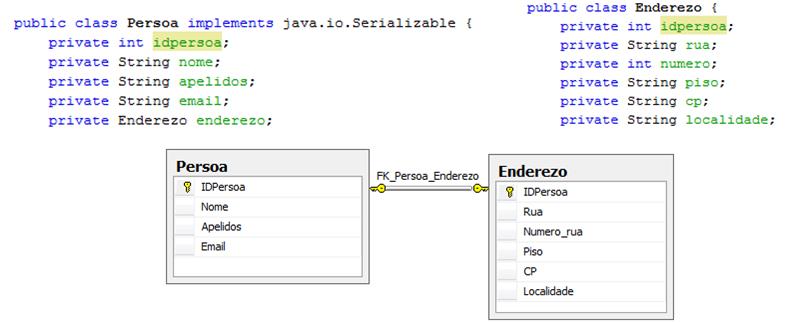 public class Persoa implements java.io.Serializable {
private int idpersoa;
private String nome;
private String apelidos;
private String email;
private Enderezo enderezo;
public class Enderezo {
private int idpersoa;
private String rua;
private int numero;
private String piso;
private String cp;
private String localidade;
Persoa
IDPersoa
Nome
Apelidos
Email
FK_Persoa_Enderezo
Enderezo
IDPersoa
Rua
Numero_rua
Piso
CP
Localidade